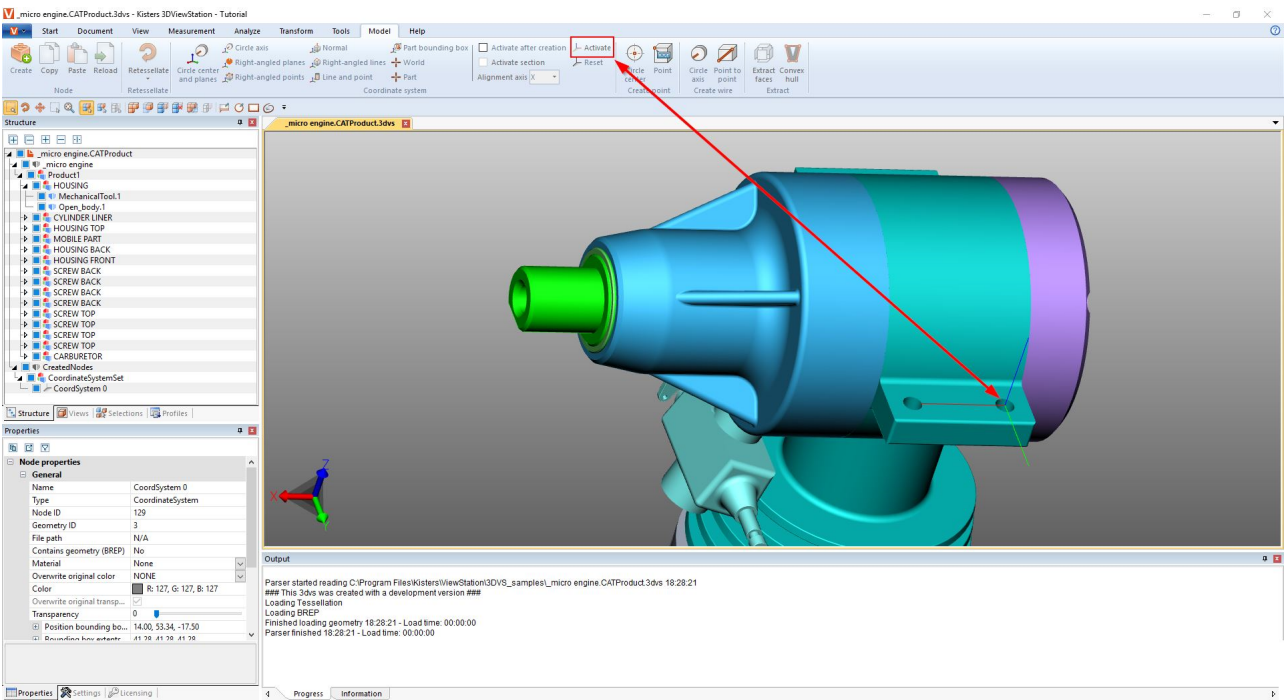 _micro engine.CATProduct.3dvs - Kisters 3DViewStation - Tutorial
Start Document View Measurement Analyze Transform Tools Model Help
Circle axis Normal Part bounding box Activate after creation Activate
Right-angled planes Right-angled lines World Activate section Reset
Create Copy Paste Reload Retessellate Circle center and planes Right-angled points Line and point Part Alignment axis X Circle center Point Circle axis Point to point Extract faces Convex hull
Node Retessellate Coordinate system Create point Create wire Extract
Structure
_micro engine.CATProduct.3dvs
_micro engine.CATProduct
_micro engine
Product1
HOUSING
MechanicalTool.1
Open_body.1
CYLINDER LINER
HOUSING TOP
MOBILE PART
HOUSING BACK
HOUSING FRONT
SCREW BACK
SCREW BACK
SCREW BACK
SCREW BACK
SCREW TOP
SCREW TOP
SCREW TOP
SCREW TOP
CARBURETOR
CreatedNodes
CoordinateSystemSet
CoordSystem 0
Structure Views Selections Profiles
Properties
Node properties
General
Name CoordSystem 0
Type CoordinateSystem
Node ID 129
Geometry ID 3
File path N/A
Contains geometry (BREP) No
Material None
Overwrite original color NONE
Color R: 127, G: 127, B: 127
Overwrite original transp...
Transparency 0
Position bounding bo... 14.00, 53.34, -17.50
Rounding box extents 41.28, 41.28, 41.28
Properties Settings Licensing
Z
X
Output
Parser started reading C:\Program Files\Kisters\ViewStation\3DVS_samples\_micro engine.CATProduct.3dvs 18:28:21
### This 3dvs was created with a development version ###
Loading Tessellation
Loading BREP
Finished loading geometry 18:28:21 - Load time: 00:00:00
Parser finished 18:28:21 - Load time: 00:00:00
Progress Information